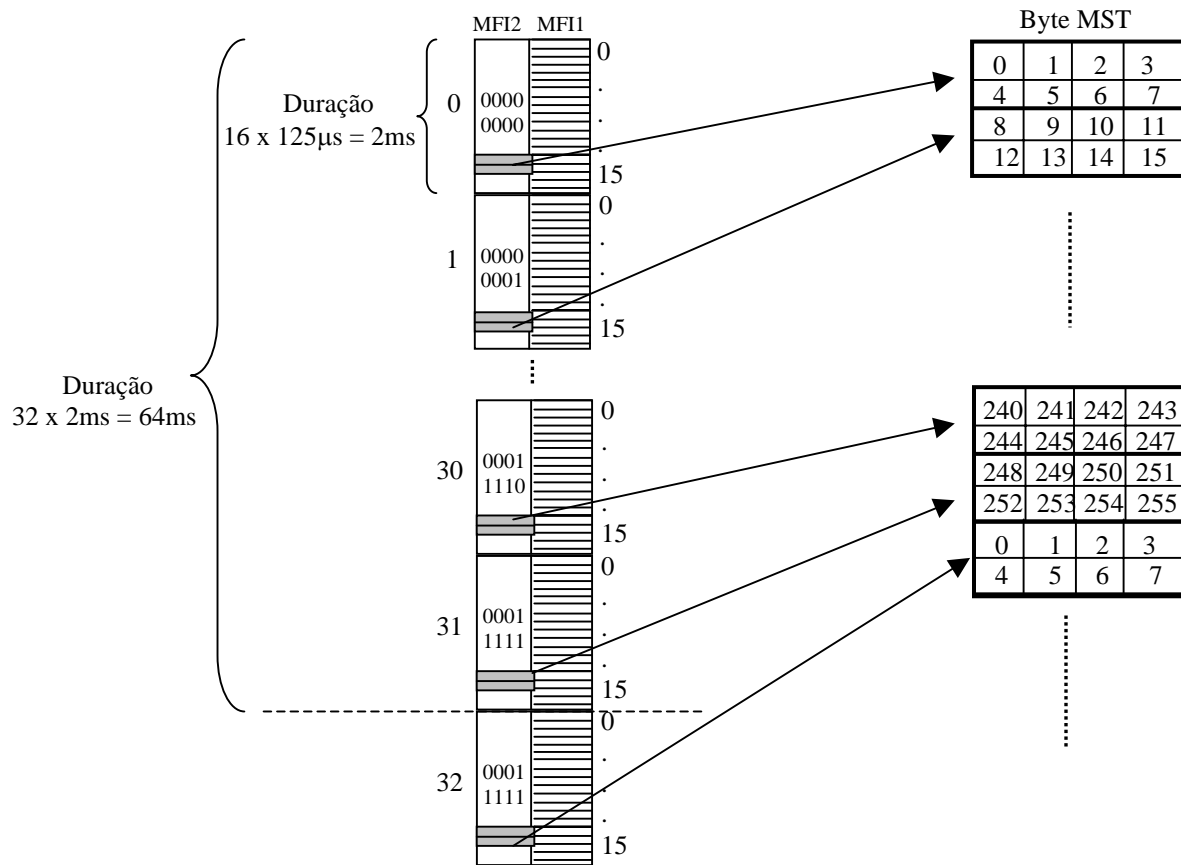 MFI2 MFI1
Byte MST
0
0 1 2 3
4 5 6 7
8 9 10 11
12 13 14 15
Duração
16 x 125µs = 2ms
0
0000
0000
.
.
.
15
0
1
0000
0001
.
.
.
15
Duração
32 x 2ms = 64ms
0
240 241 242 243
244 245 246 247
248 249 250 251
252 253 254 255
0 1 2 3
4 5 6 7
30
0001
1110
.
.
.
15
0
31
0001
1111
.
.
.
15
0
32
0001
1111
.
.
.
15